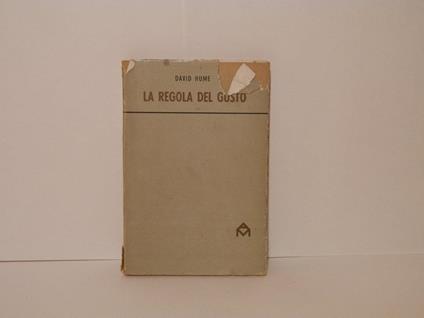 DAVID HUME
LA REGOLA DEL GUSTO